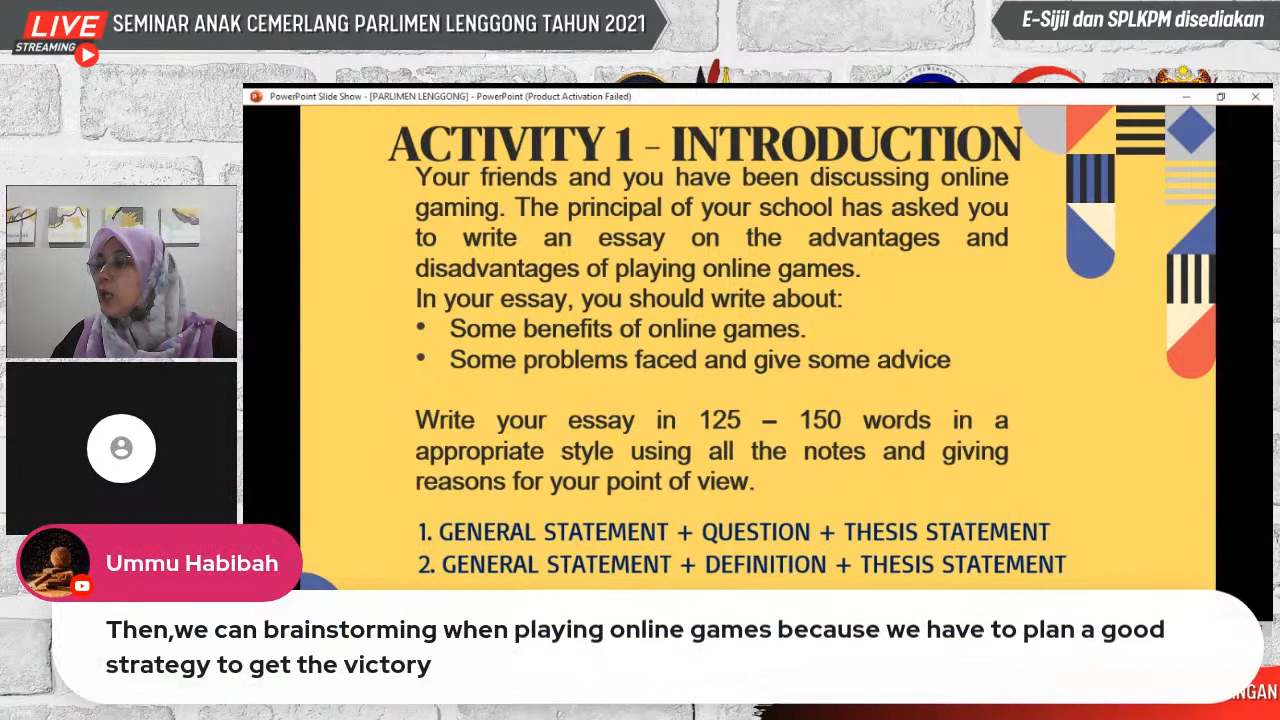 LIVE
STREAMING
SEMINAR ANAK CEMERLANG PARLIMEN LENGGONG TAHUN 2021
E-Sijil dan SPLKPM disediakan
PowerPoint Slide Show - [PARLIMEN LENGGONG] - PowerPoint (Product Activation Failed)
ACTIVITY 1 - INTRODUCTION
Your friends and you have been discussing online
gaming. The principal of your school has asked you
to write an essay on the advantages and
disadvantages of playing online games.
In your essay, you should write about:
• Some benefits of online games.
• Some problems faced and give some advice
Write your essay in 125 – 150 words in a
appropriate style using all the notes and giving
reasons for your point of view.
1. GENERAL STATEMENT + QUESTION + THESIS STATEMENT
2. GENERAL STATEMENT + DEFINITION + THESIS STATEMENT
Ummu Habibah
Then,we can brainstorming when playing online games because we have to plan a good
strategy to get the victory